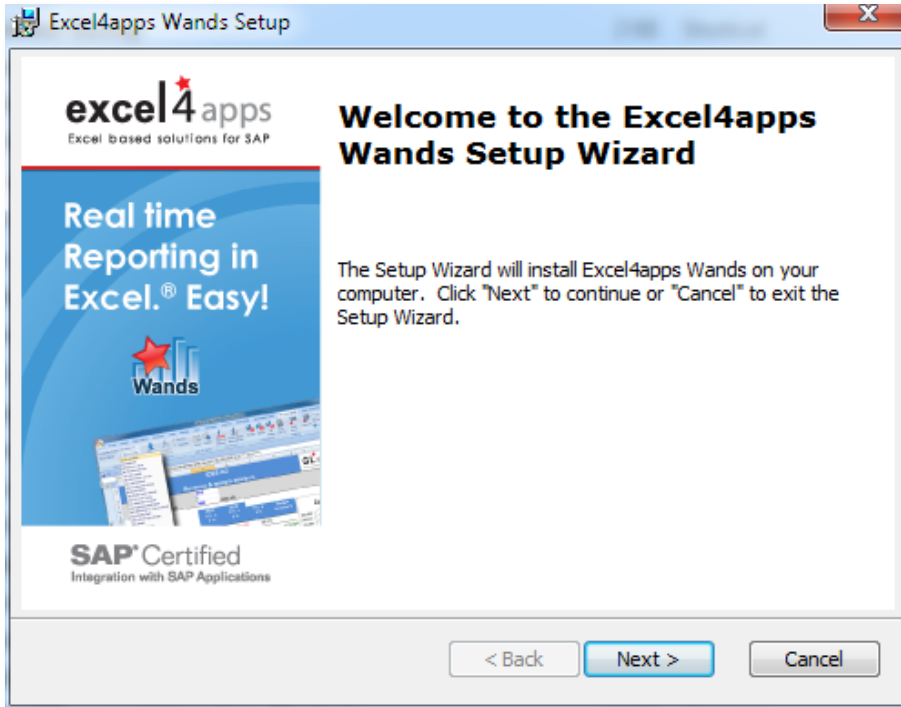 Excel4apps Wands Setup
excel4apps
Excel based solutions for SAP
Real time
Reporting in
Excel.® Easy!
Wands
SAP® Certified
Integration with SAP Applications
Welcome to the Excel4apps
Wands Setup Wizard
The Setup Wizard will install Excel4apps Wands on your
computer. Click "Next" to continue or "Cancel" to exit the
Setup Wizard.
< Back
Next >
Cancel